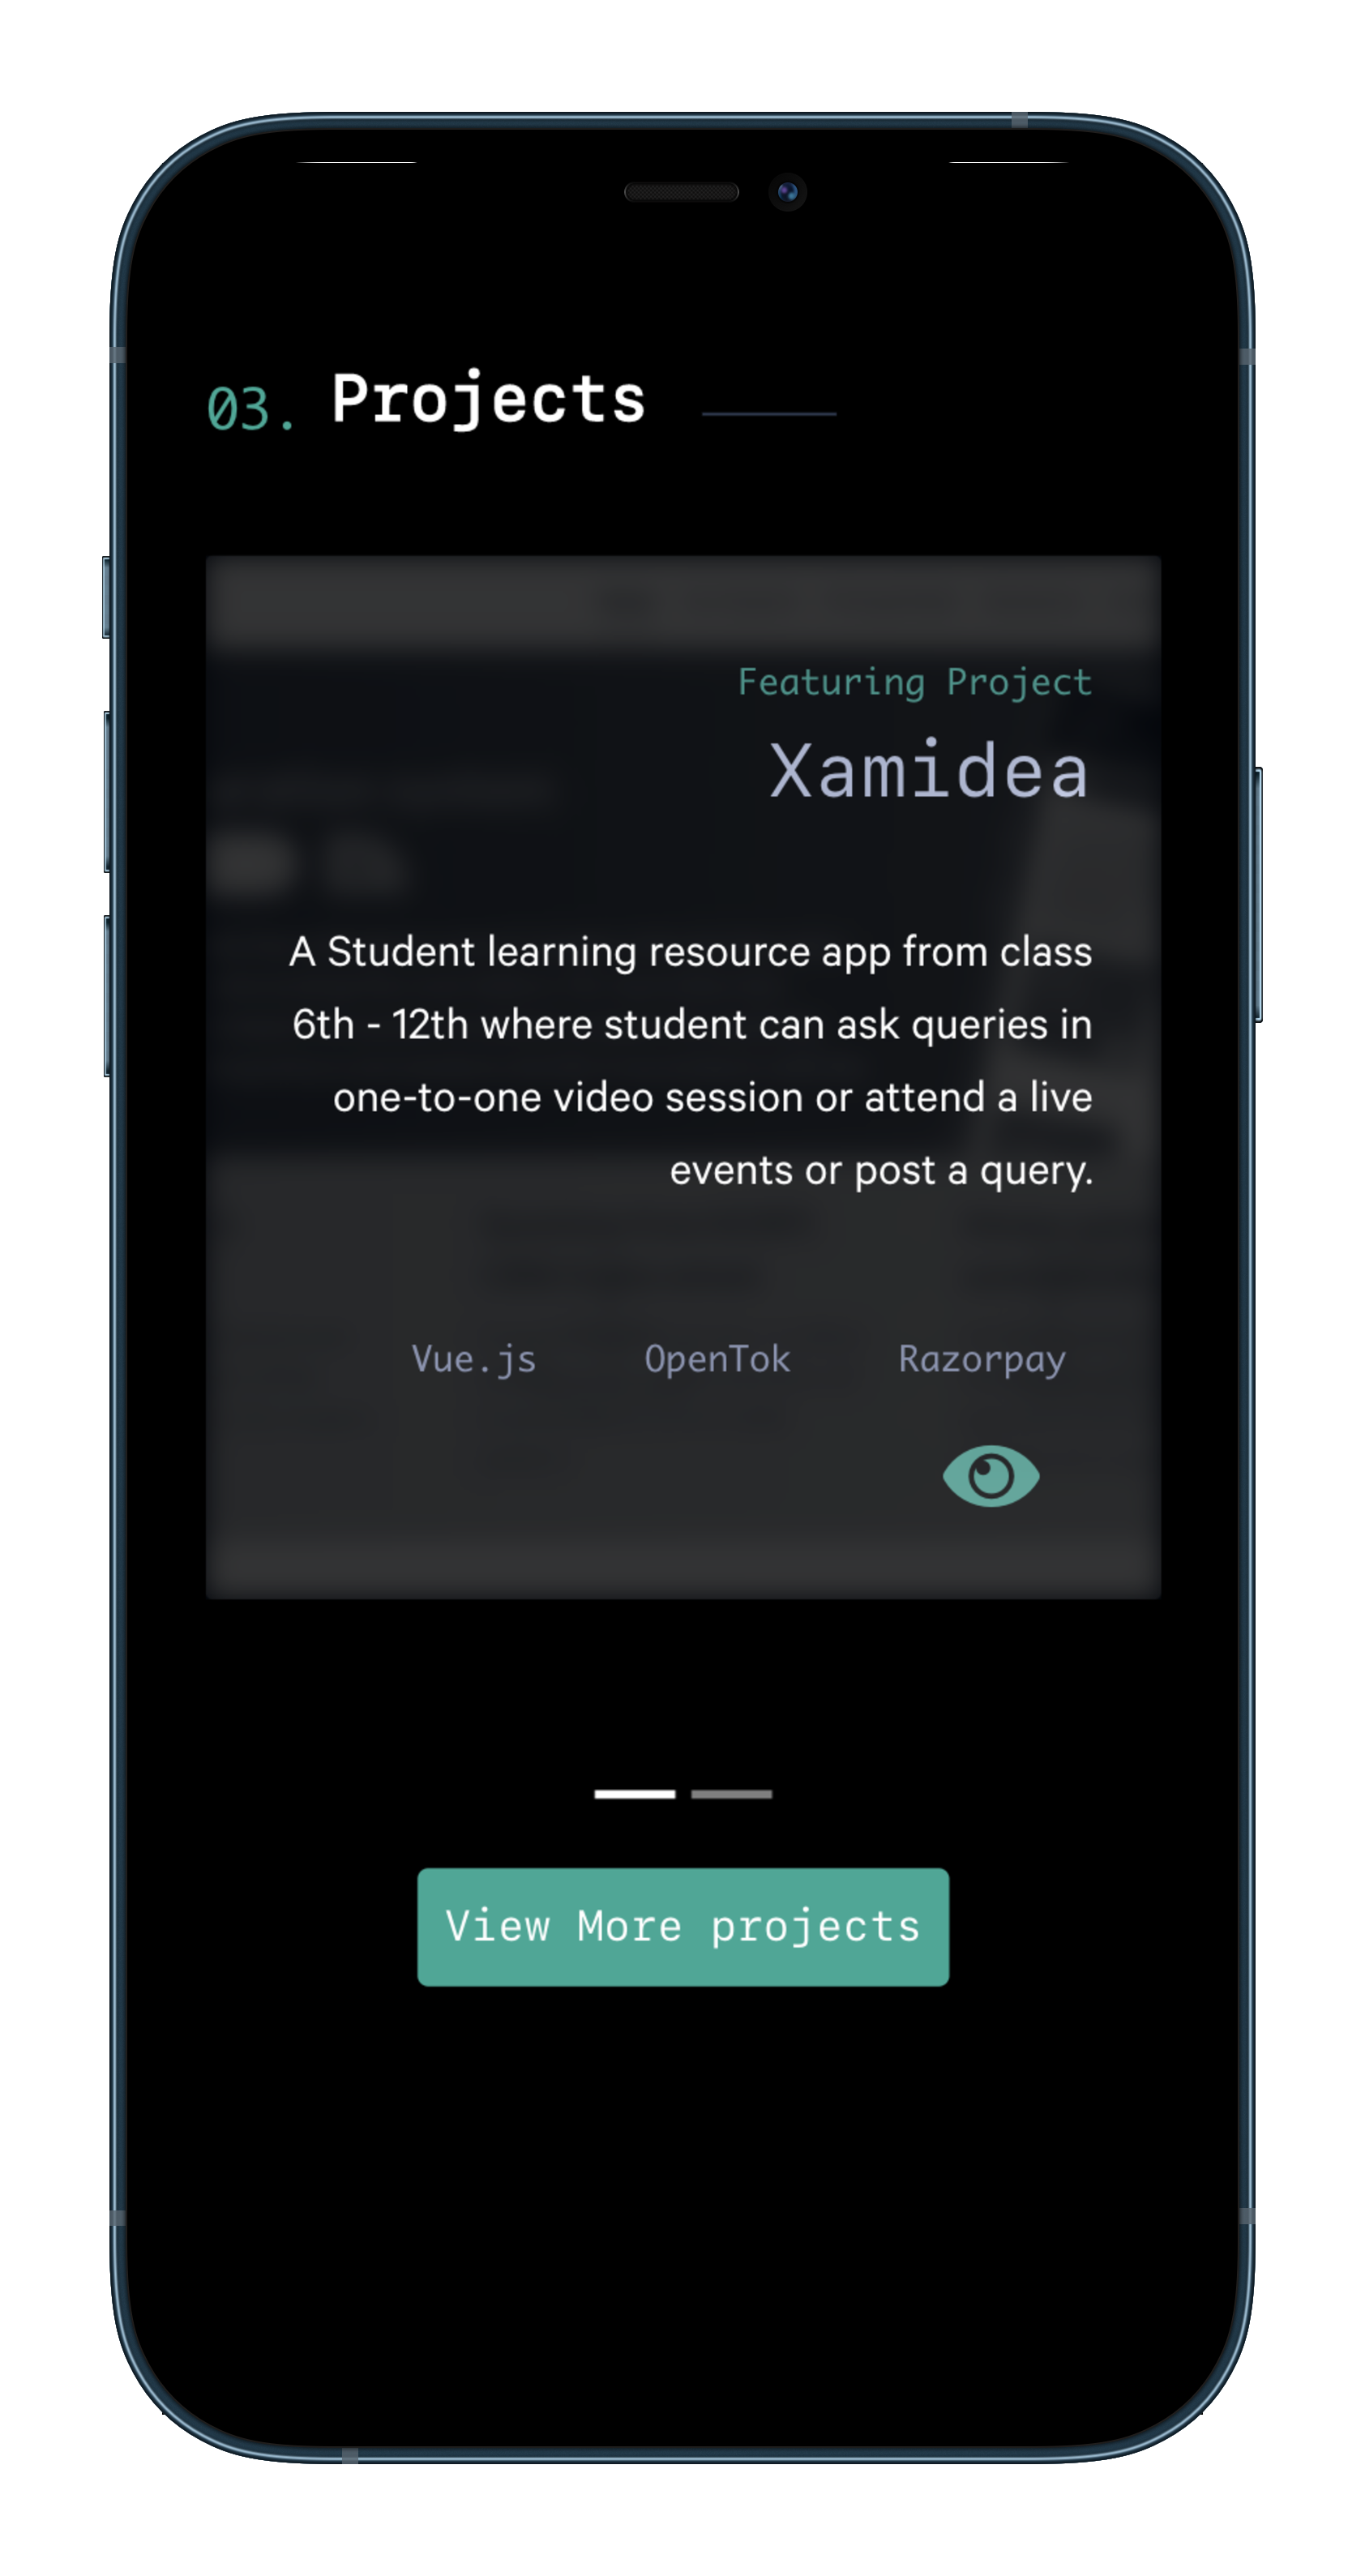 03. Projects
Featuring Project
Xamidea
A Student learning resource app from class
6th - 12th where student can ask queries in
one-to-one video session or attend a live
events or post a query.
Vue.js OpenTok Razorpay
View More projects